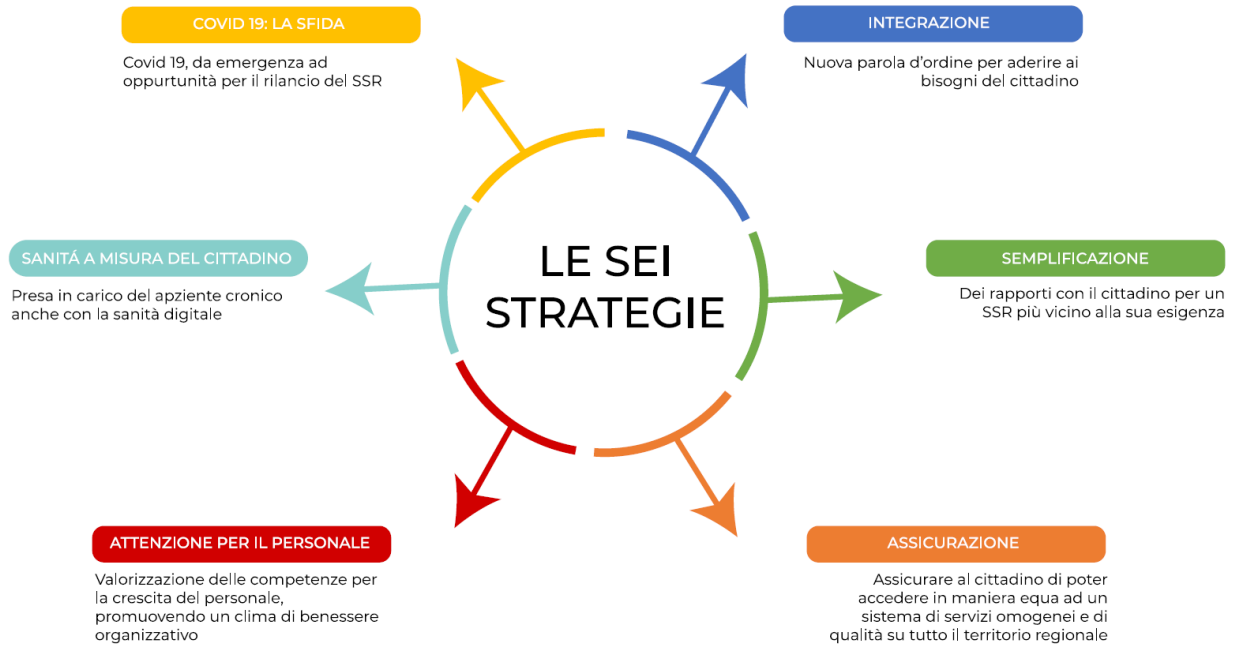 COVID 19: LA SFIDA
Covid 19, da emergenza ad
oppurtunità per il rilancio del SSR
INTEGRAZIONE
Nuova parola d'ordine per aderire ai
bisogni del cittadino
SANITÁ A MISURA DEL CITTADINO
Presa in carico del apziente cronico
anche con la sanità digitale
LE SEI
STRATEGIE
SEMPLIFICAZIONE
Dei rapporti con il cittadino per un
SSR più vicino alla sua esigenza
ATTENZIONE PER IL PERSONALE
Valorizzazione delle competenze per
la crescita del personale,
promuovendo un clima di benessere
organizzativo
ASSICURAZIONE
Assicurare al cittadino di poter
accedere in maniera equa ad un
sistema di servizi omogenei e di
qualità su tutto il territorio regionale